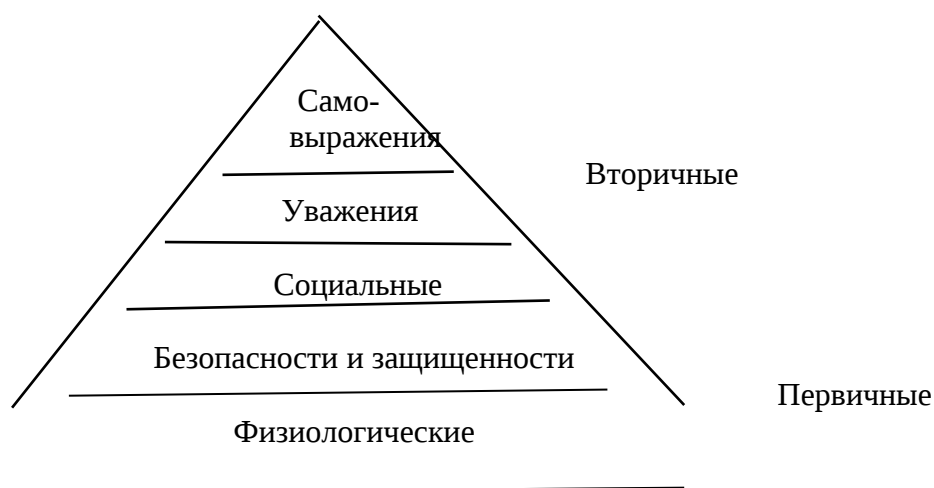 Само-
выражения
Вторичные
Уважения
Социальные
Безопасности и защищенности
Первичные
Физиологические